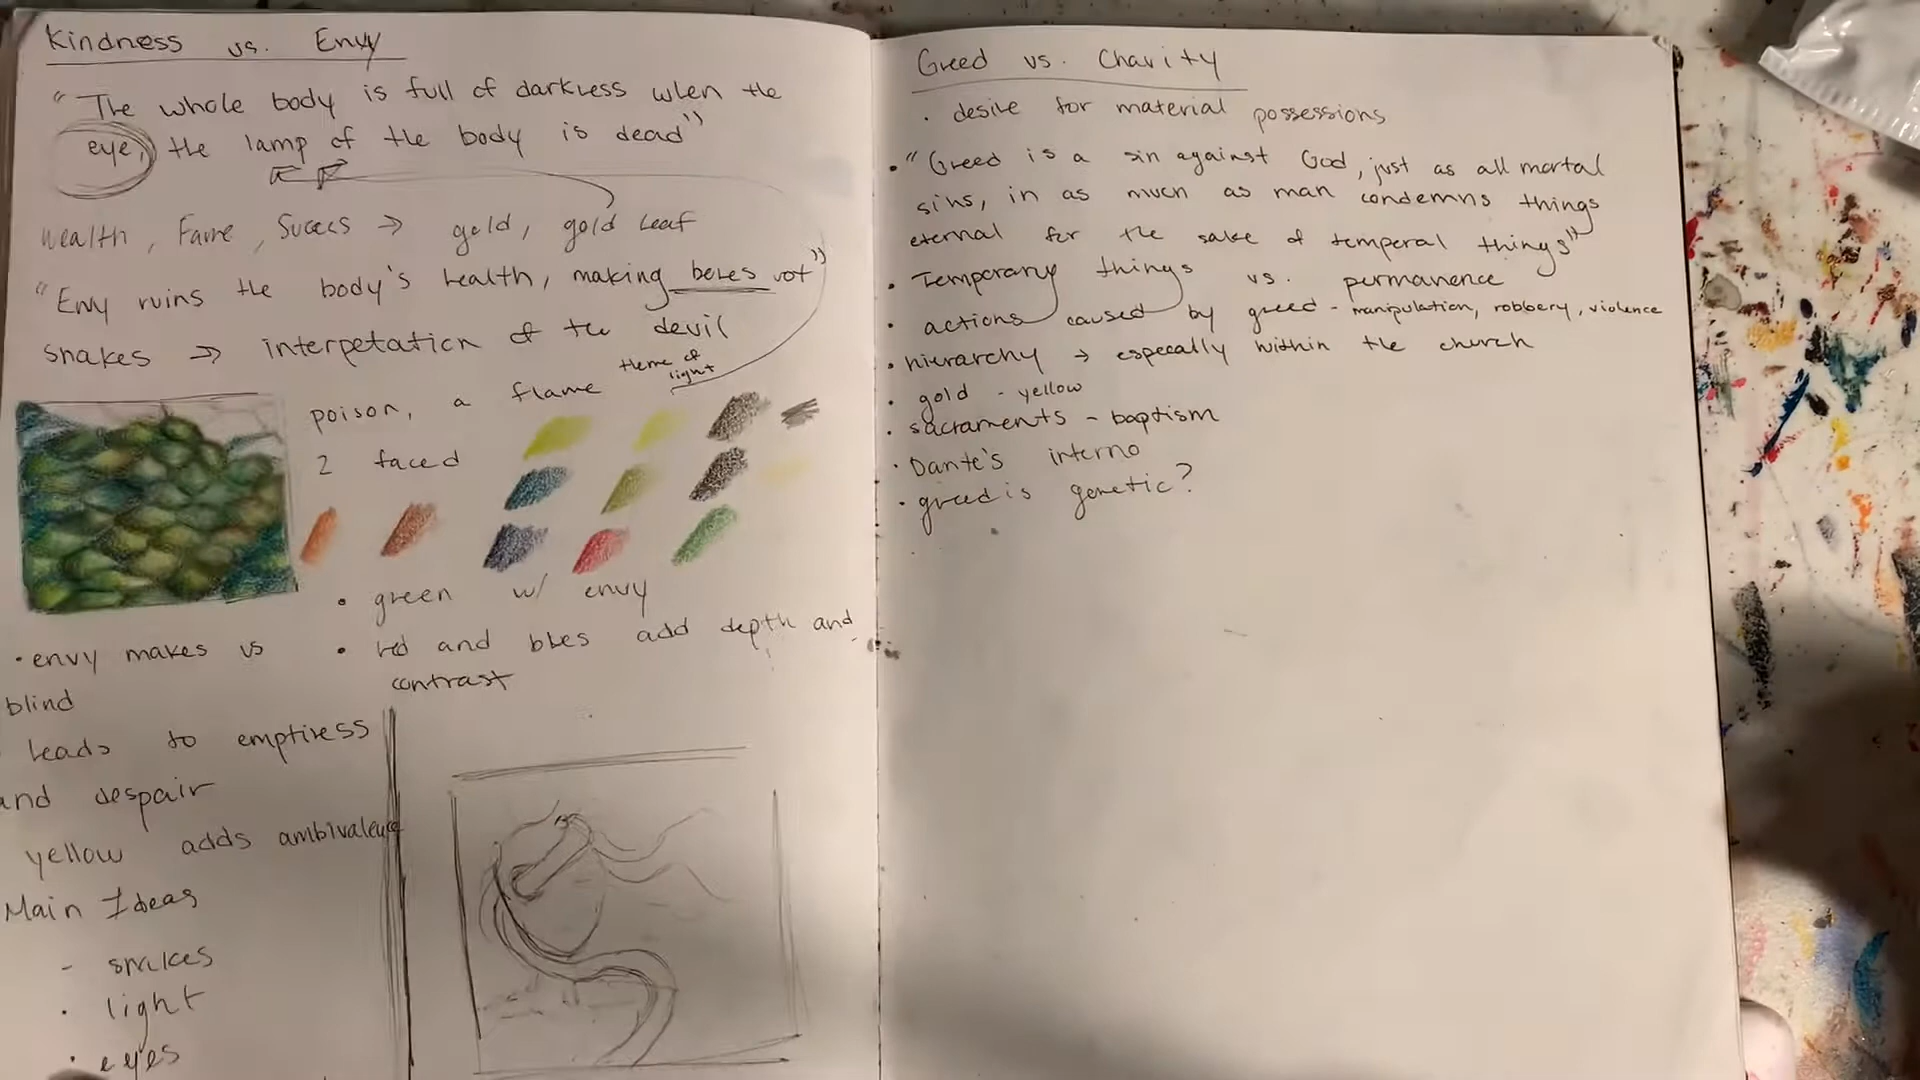 Kindness vs. Envy
"The whole body is full of darkness when the
eye, the lamp of the body is dead"
Wealth, Fame, Success → gold, gold leaf
"Envy ruins the body's health, making bones rot"
snakes → interpetation of the devil
theme of
light
poison, a flame
2 faced
• green w/ envy
• red and blues add depth and
contrast
• envy makes us
blind
leads to emptiness
and despair
yellow adds ambivalence
Main Ideas
- snakes
• light
• eyes
Greed vs. Charity
• desire for material possessions
• "Greed is a sin against God, just as all mortal
sins, in as much as man condemns things
eternal for the sake of temperal things"
• Temporary things vs. permanence
• actions caused by greed - manipulation, robbery, violence
• hierarchy → especally within the church
• gold - yellow
• sacraments - baptism
• Dante's inferno
• greed is genetic?